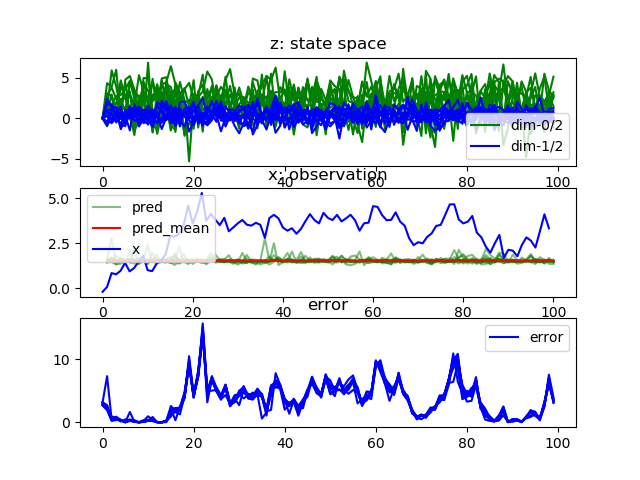 z: state space
5
0
−5
dim-0/2
dim-1/2
0 20 40 60 80 100
x: observation
5.0
2.5
0.0
pred
pred_mean
x
0 20 40 60 80 100
error
10
0
error
0 20 40 60 80 100